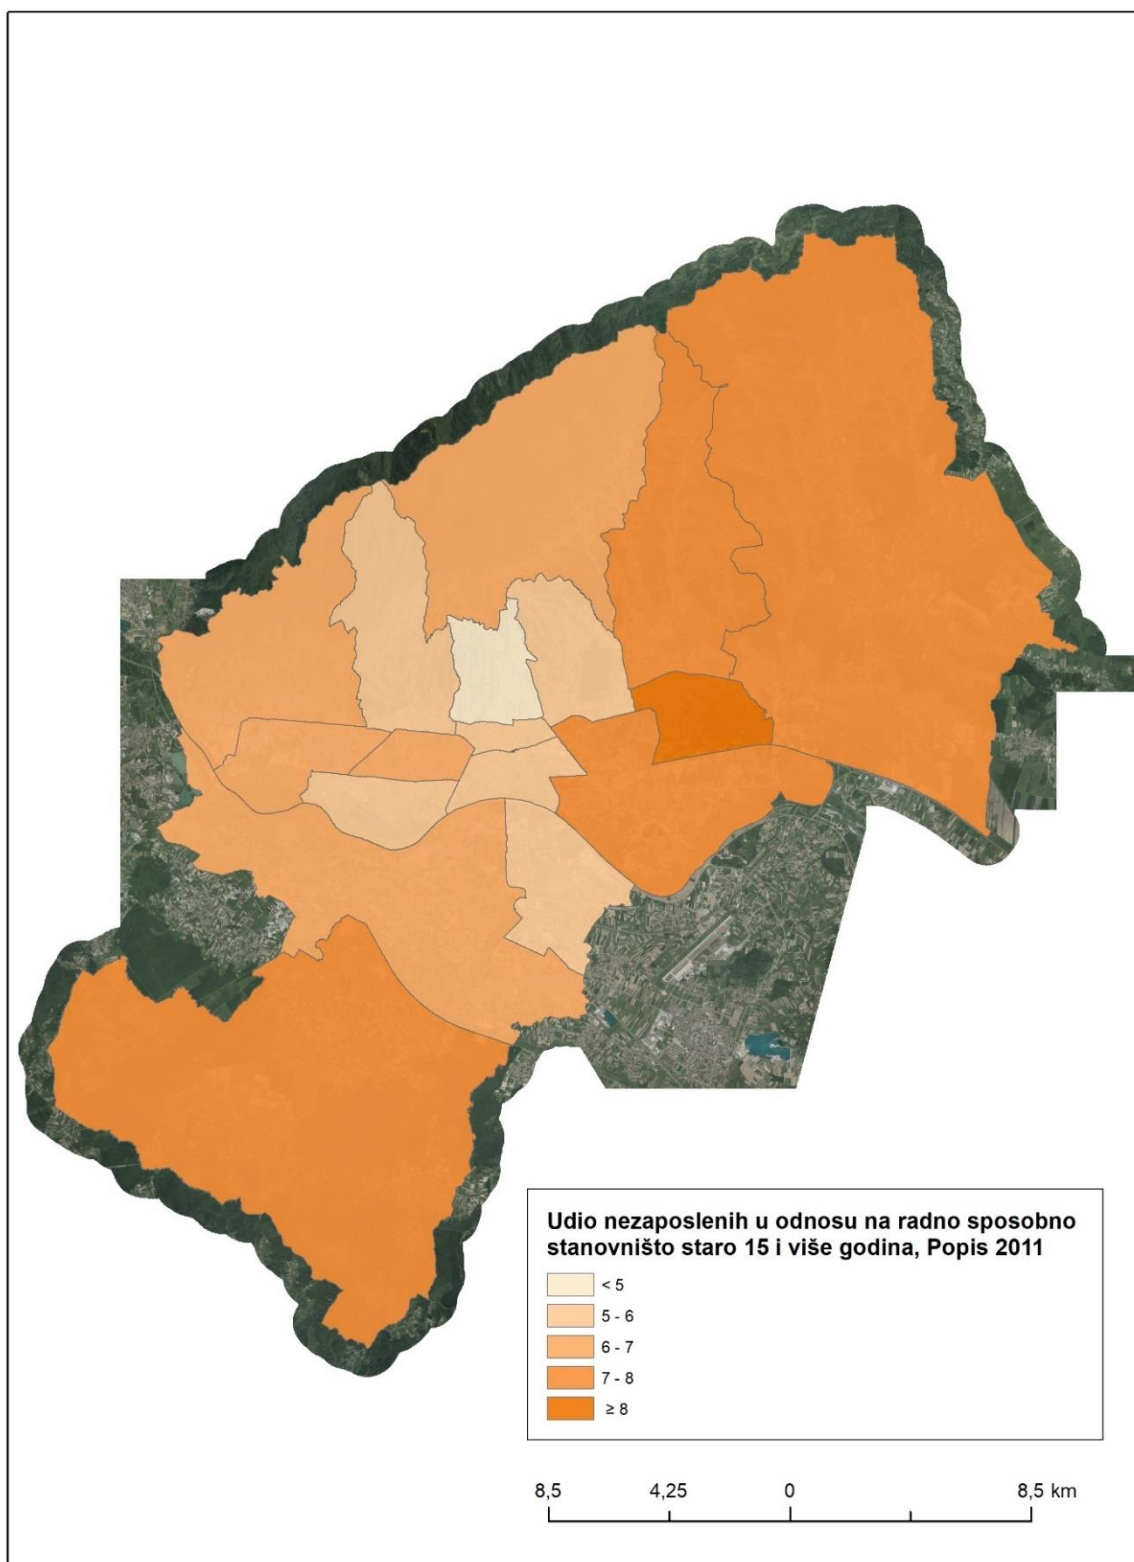 Udio nezaposlenih u odnosu na radno sposobno
stanovništo staro 15 i više godina, Popis 2011
< 5
5 - 6
6 - 7
7 - 8
≥ 8
8,5 4,25 0 8,5 km